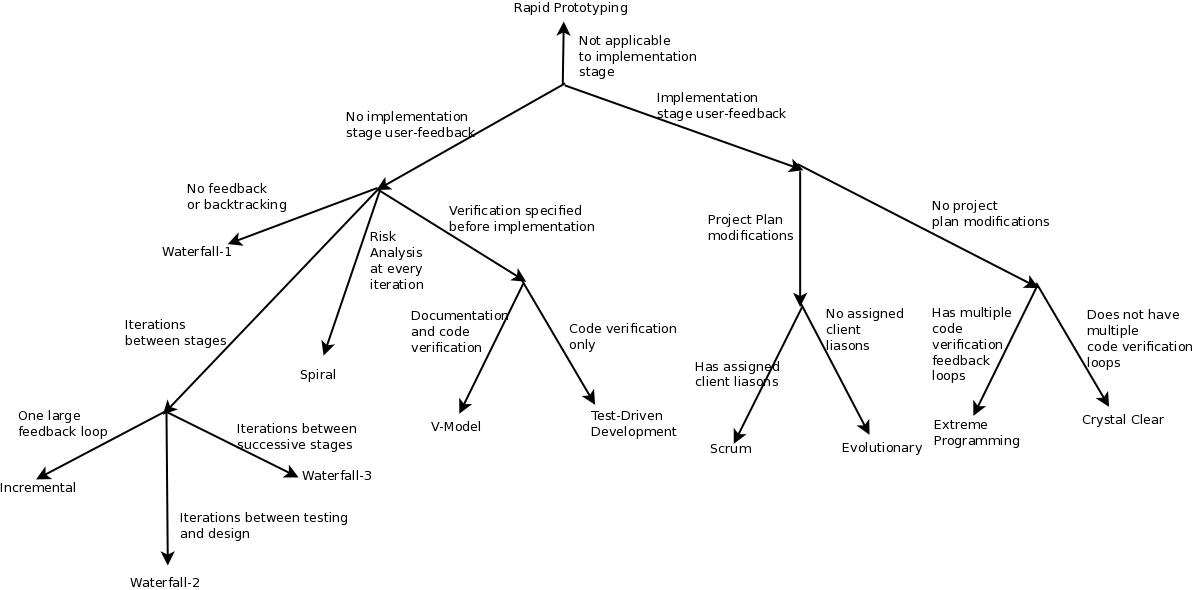 Rapid Prototyping
Not applicable
to implementation
stage
Implementation
stage user-feedback
No implementation
stage user-feedback
No feedback
or backtracking
Waterfall-1
Verification specified
before implementation
Project Plan
modifications
No project
plan modifications
Risk
Analysis
at every
iteration
Iterations
between stages
Spiral
Documentation
and code
verification
Code verification
only
No assigned
client
liasons
Has multiple
code
verification
feedback
loops
Does not have
multiple
code verification
loops
Has assigned
client liasons
One large
feedback loop
Iterations between
successive stages
V-Model
Test-Driven
Development
Scrum
Evolutionary
Extreme
Programming
Crystal Clear
Incremental
Waterfall-3
Iterations between testing
and design
Waterfall-2